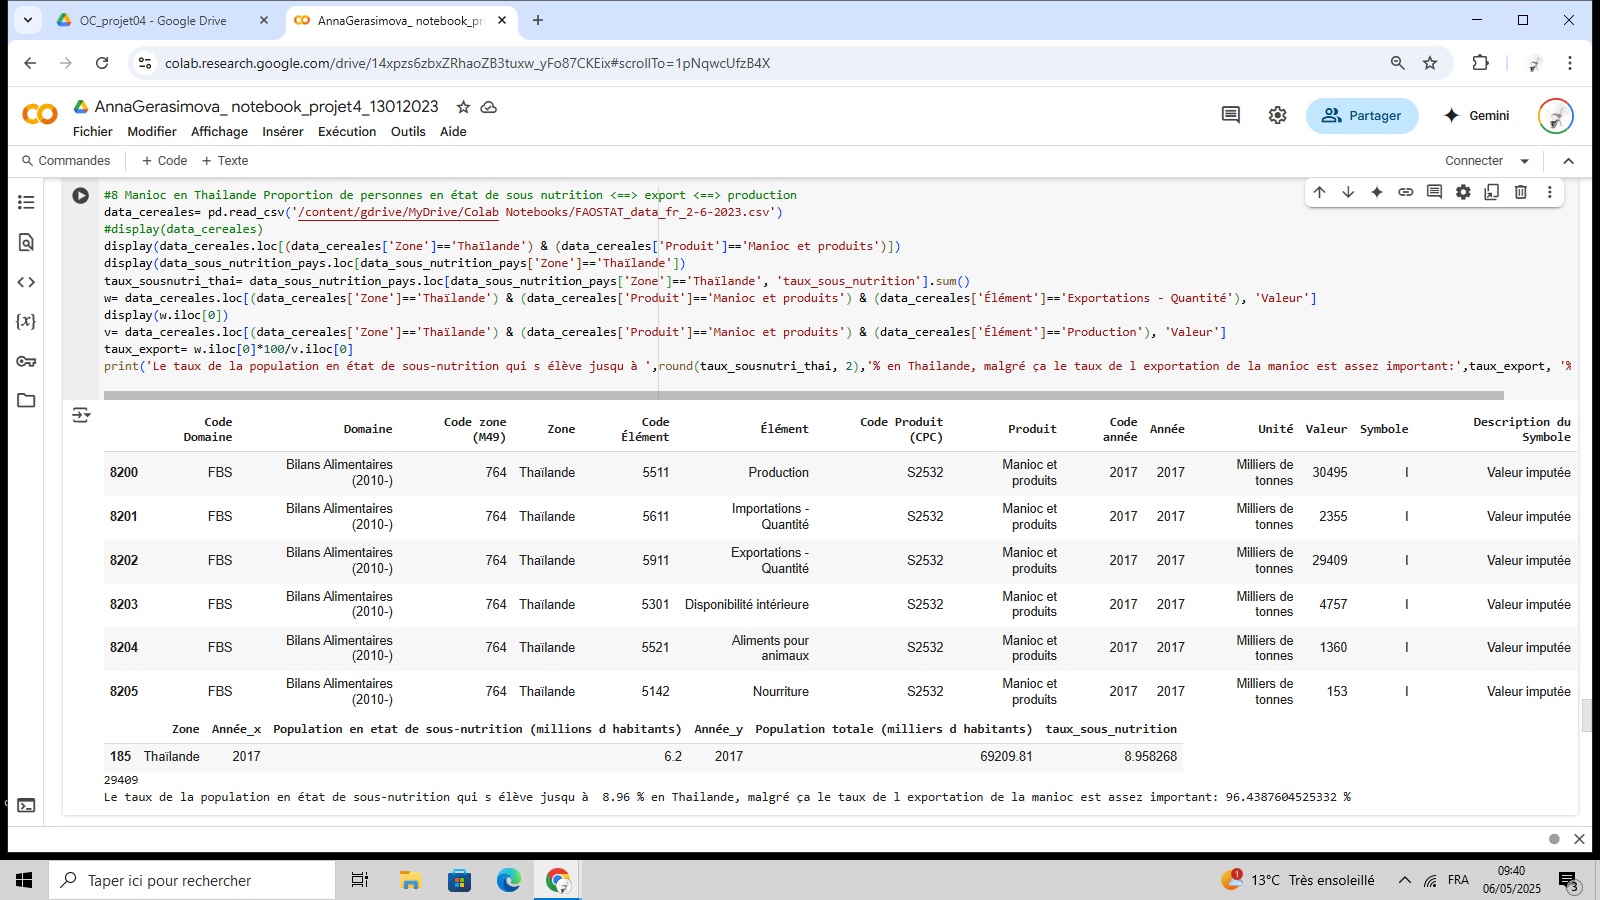 OC_projet04 - Google Drive
AnnaGerasimova_ notebook_pr
colab.research.google.com/drive/14xpzs6zbxZRhaoZB3tuxw_yFo87CKEix#scrollTo=1pNqwcUfzB4X
AnnaGerasimova_ notebook_projet4_13012023
Partager
Gemini
Fichier Modifier Affichage Insérer Exécution Outils Aide
Commandes + Code + Texte
Connecter
#8 Manioc en Thailande Proportion de personnes en état de sous nutrition <==> export <==> production
data_cereales= pd.read_csv('/content/gdrive/MyDrive/Colab Notebooks/FAOSTAT_data_fr_2-6-2023.csv')
#display(data_cereales)
display(data_cereales.loc[(data_cereales['Zone']=='Thaïlande') & (data_cereales['Produit']=='Manioc et produits')])
display(data_sous_nutrition_pays.loc[data_sous_nutrition_pays['Zone']=='Thaïlande'])
taux_sousnutri_thai= data_sous_nutrition_pays.loc[data_sous_nutrition_pays['Zone']=='Thaïlande', 'taux_sous_nutrition'].sum()
w= data_cereales.loc[(data_cereales['Zone']=='Thaïlande') & (data_cereales['Produit']=='Manioc et produits') & (data_cereales['Élément']=='Exportations - Quantité'), 'Valeur']
display(w.iloc[0])
v= data_cereales.loc[(data_cereales['Zone']=='Thaïlande') & (data_cereales['Produit']=='Manioc et produits') & (data_cereales['Élément']=='Production'), 'Valeur']
taux_export= w.iloc[0]*100/v.iloc[0]
print('Le taux de la population en état de sous-nutrition qui s élève jusqu à ',round(taux_sousnutri_thai, 2),'% en Thailande, malgré ça le taux de l exportation de la manioc est assez important:',taux_export, '%
Code Domaine Domaine Code zone (M49) Zone Code Élément Élément Code Produit (CPC) Produit Code année Année Unité Valeur Symbole Description du Symbole
8200 FBS Bilans Alimentaires (2010-) 764 Thaïlande 5511 Production S2532 Manioc et produits 2017 2017 Milliers de tonnes 30495 I Valeur imputée
8201 FBS Bilans Alimentaires (2010-) 764 Thaïlande 5611 Importations - Quantité S2532 Manioc et produits 2017 2017 Milliers de tonnes 2355 I Valeur imputée
8202 FBS Bilans Alimentaires (2010-) 764 Thaïlande 5911 Exportations - Quantité S2532 Manioc et produits 2017 2017 Milliers de tonnes 29409 I Valeur imputée
8203 FBS Bilans Alimentaires (2010-) 764 Thaïlande 5301 Disponibilité intérieure S2532 Manioc et produits 2017 2017 Milliers de tonnes 4757 I Valeur imputée
8204 FBS Bilans Alimentaires (2010-) 764 Thaïlande 5521 Aliments pour animaux S2532 Manioc et produits 2017 2017 Milliers de tonnes 1360 I Valeur imputée
8205 FBS Bilans Alimentaires (2010-) 764 Thaïlande 5142 Nourriture S2532 Manioc et produits 2017 2017 Milliers de tonnes 153 I Valeur imputée
Zone Année_x Population en etat de sous-nutrition (millions d habitants) Année_y Population totale (milliers d habitants) taux_sous_nutrition
185 Thaïlande 2017 6.2 2017 69209.81 8.958268
29409
Le taux de la population en état de sous-nutrition qui s élève jusqu à  8.96 % en Thailande, malgré ça le taux de l exportation de la manioc est assez important: 96.4387604525332 %
Taper ici pour rechercher
1
13°C Très ensoleillé
FRA
09:40
06/05/2025
3